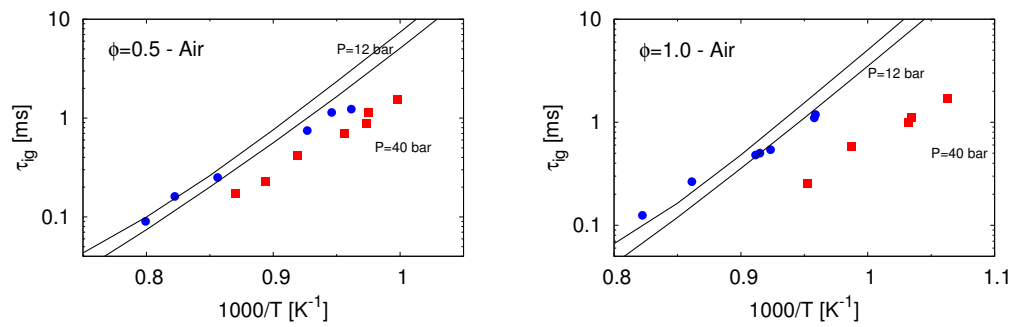 10
1
0.1
τig [ms]
0.8
0.9
1
1000/T [K-1]
ϕ=0.5 - Air
P=12 bar
P=40 bar
10
1
0.1
τig [ms]
0.8
0.9
1
1.1
1000/T [K-1]
ϕ=1.0 - Air
P=12 bar
P=40 bar